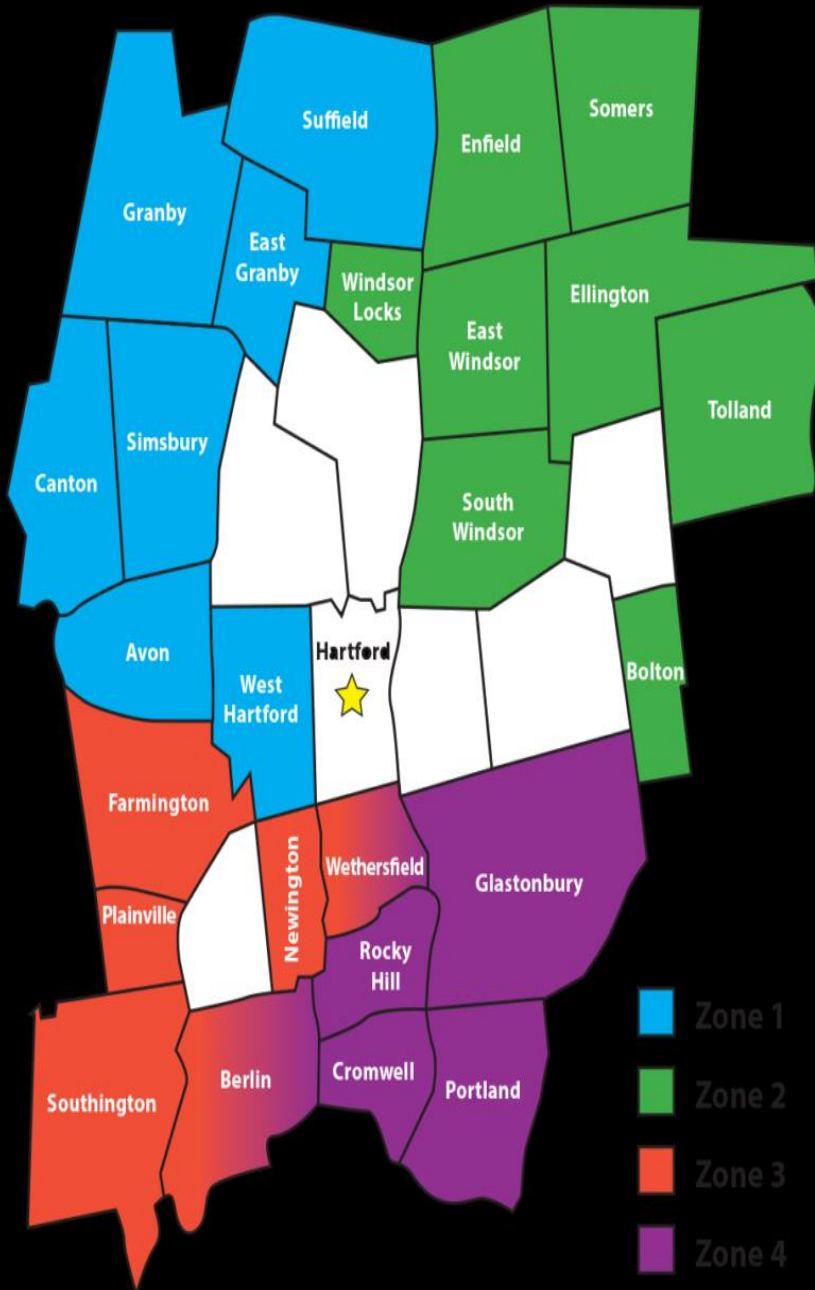 Suffield
Somers
Enfield
Granby
East
Granby
Windsor
Locks
Ellington
East
Windsor
Tolland
Simsbury
Canton
South
Windsor
Avon
Hartford
West
Hartford
Bolton
Farmington
Newington
Wethersfield
Glastonbury
Plainville
Rocky
Hill
Berlin
Cromwell
Portland
Southington
Zone 1
Zone 2
Zone 3
Zone 4